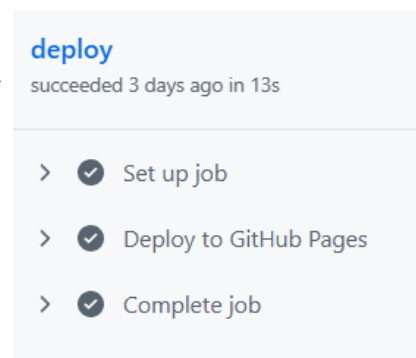 deploy
succeeded 3 days ago in 13s
Set up job
Deploy to GitHub Pages
Complete job